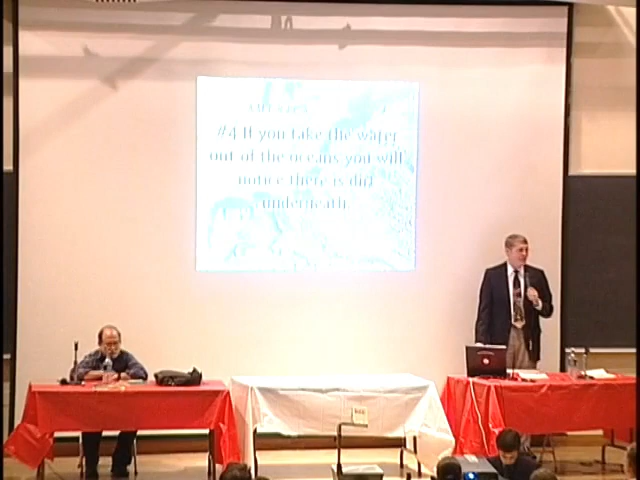 #4 If you take the water
out of the oceans you will
notice there is dirt
underneath.